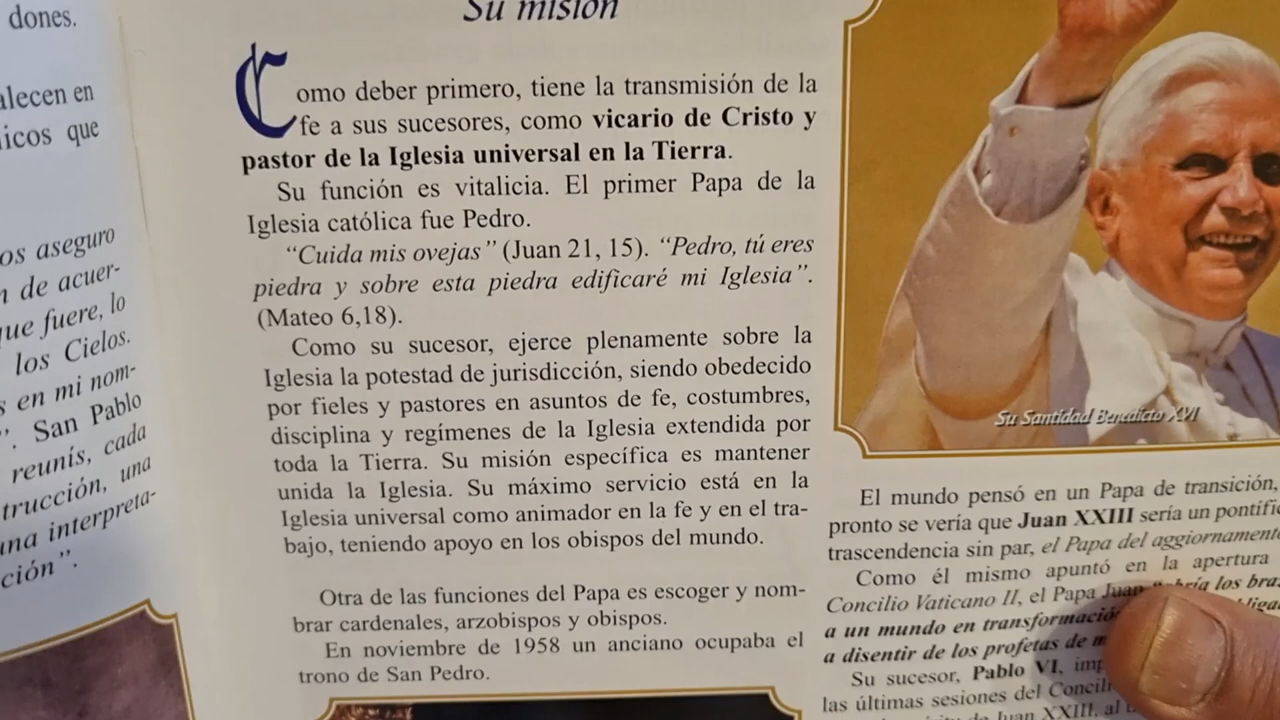 dones.
alecen en
icos que
os aseguro
n de acuer-
que fuere, lo
los Cielos.
s en mi nom-
”. San Pablo
reunís, cada
trucción, una
una interpreta-
ción”.
Su misión
Como deber primero, tiene la transmisión de la
fe a sus sucesores, como vicario de Cristo y
pastor de la Iglesia universal en la Tierra.
Su función es vitalicia. El primer Papa de la
Iglesia católica fue Pedro.
“Cuida mis ovejas” (Juan 21, 15). “Pedro, tú eres
piedra y sobre esta piedra edificaré mi Iglesia”.
(Mateo 6,18).
Como su sucesor, ejerce plenamente sobre la
Iglesia la potestad de jurisdicción, siendo obedecido
por fieles y pastores en asuntos de fe, costumbres,
disciplina y regímenes de la Iglesia extendida por
toda la Tierra. Su misión específica es mantener
unida la Iglesia. Su máximo servicio está en la
Iglesia universal como animador en la fe y en el tra-
bajo, teniendo apoyo en los obispos del mundo.
Otra de las funciones del Papa es escoger y nom-
brar cardenales, arzobispos y obispos.
En noviembre de 1958 un anciano ocupaba el
trono de San Pedro.
Su Santidad Benedicto XVI
El mundo pensó en un Papa de transición,
pronto se vería que Juan XXIII sería un pontífi
trascendencia sin par, el Papa del aggiornament
Como él mismo apuntó en la apertura
Concilio Vaticano II, el Papa Juan los bra
a un mundo en transformació
a disentir de los profetas de
Su sucesor, Pablo VI, imp
las últimas sesiones del Concil
de Juan XXIII, al